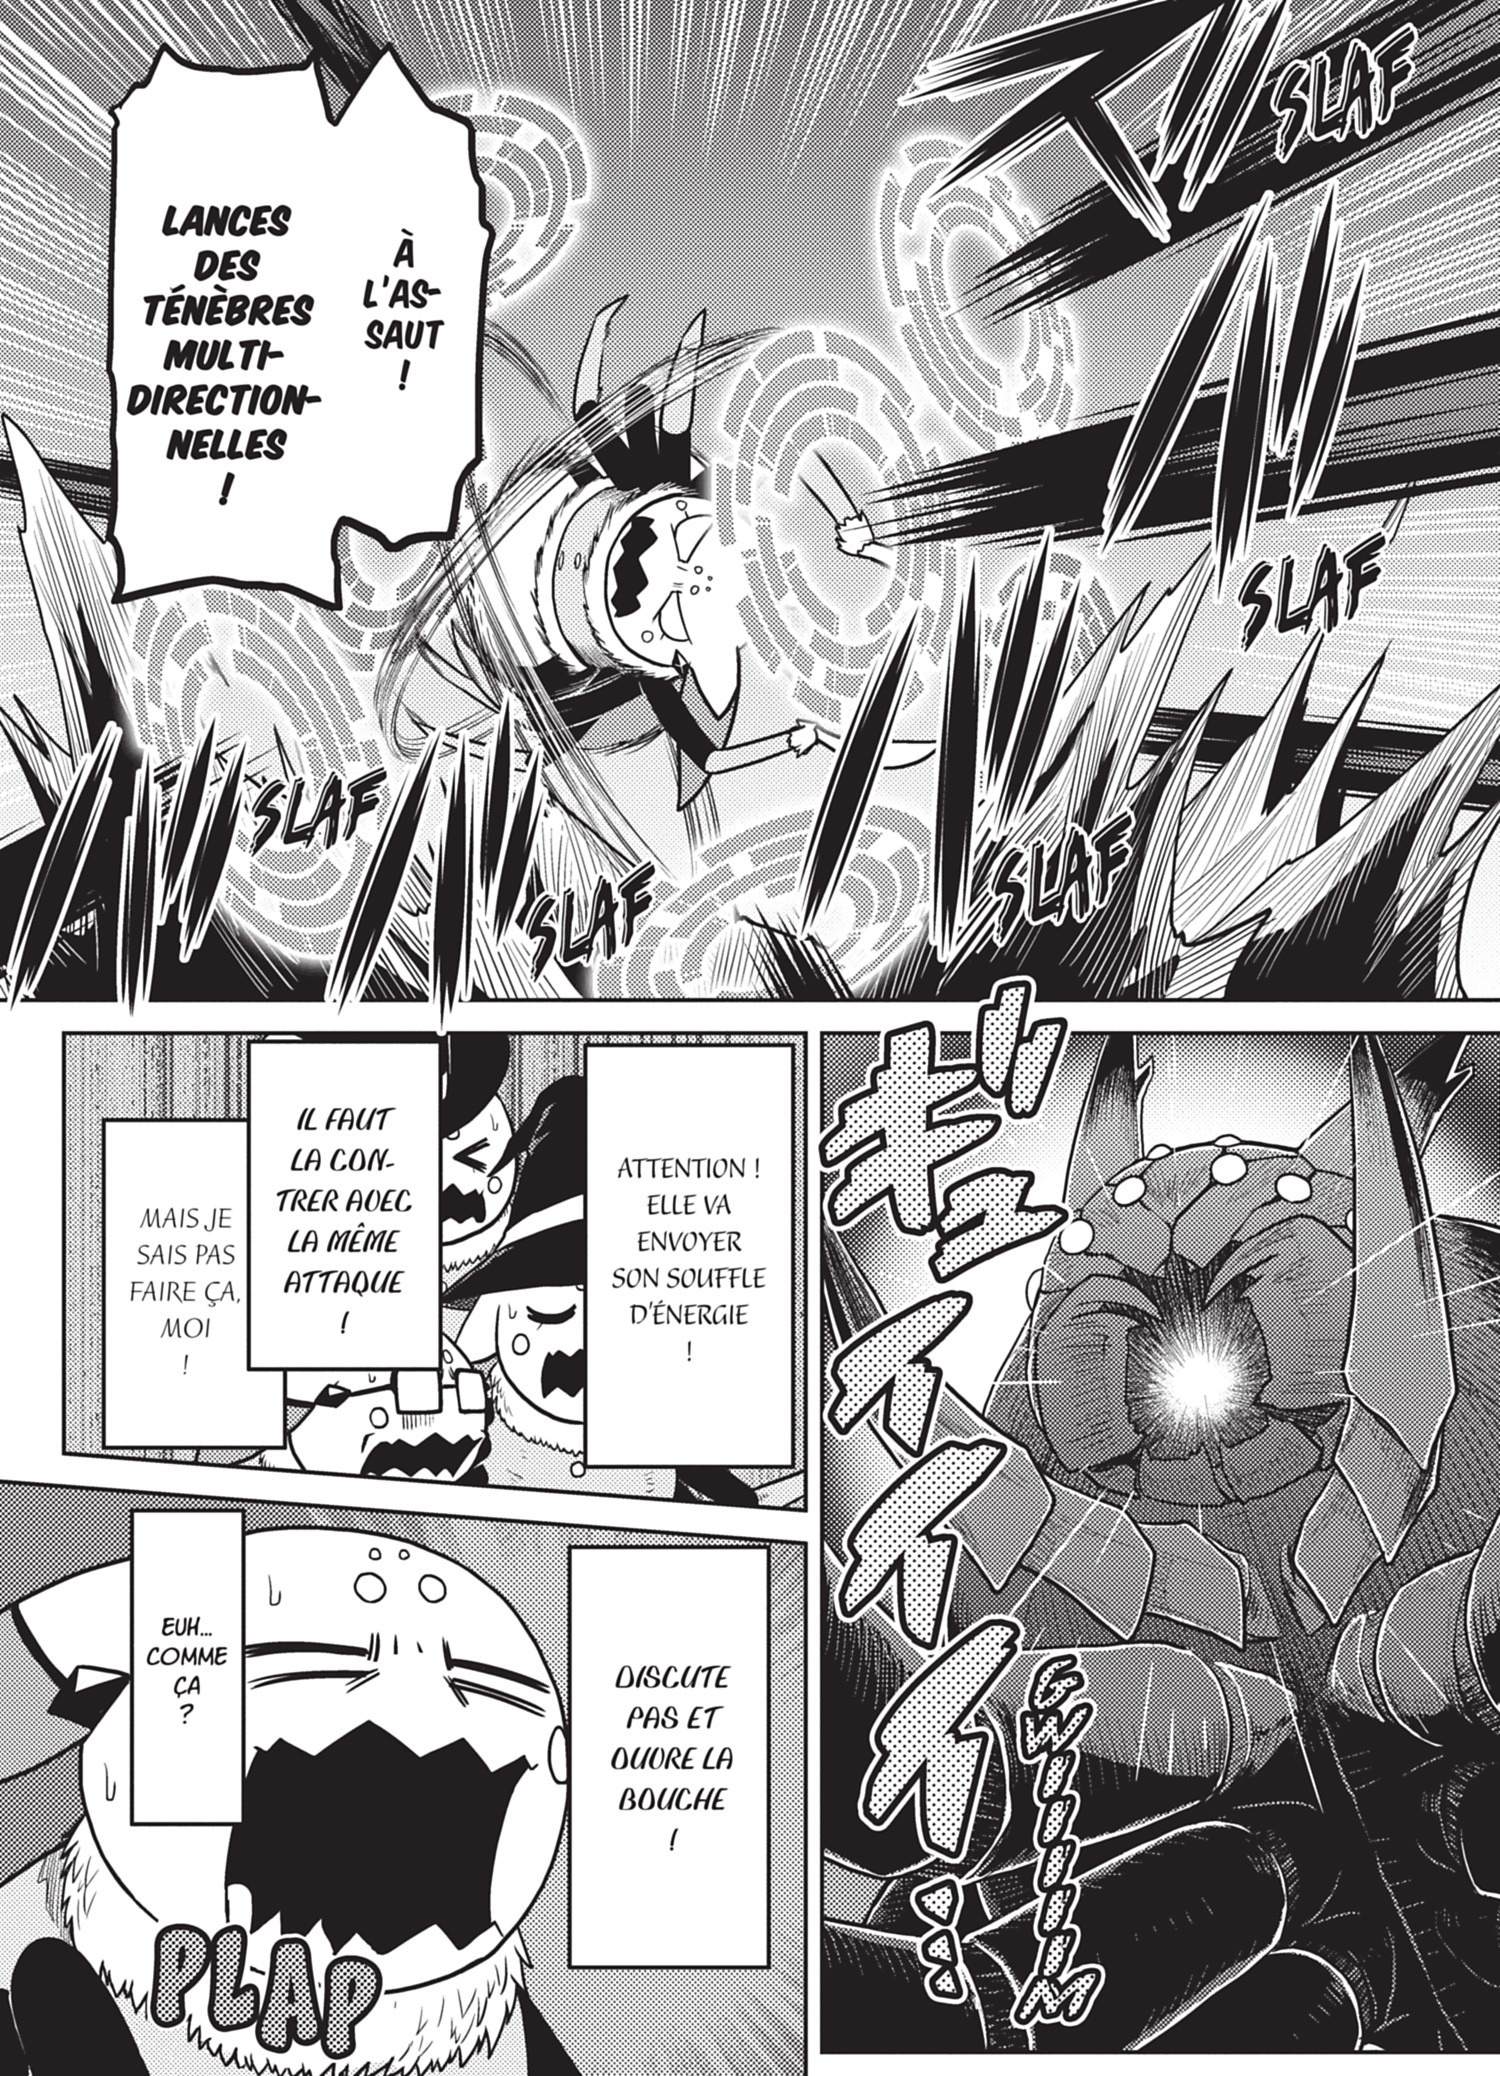 À
L'AS-
SAUT
!
LANCES
DES
TÉNÈBRES
MULTI-
DIRECTION-
NELLES
!
SLAF
SLAF
SLAF
SLAF
SLAF
ギュイイイイ
GWIIIIIIM
ATTENTION !
ELLE VA
ENVOYER
SON SOUFFLE
D'ÉNERGIE
!
IL FAUT
LA CON-
TRER AVEC
LA MÊME
ATTAQUE
!
MAIS JE
SAIS PAS
FAIRE ÇA,
MOI
!
DISCUTE
PAS ET
OUVRE LA
BOUCHE
!
EUH...
COMME
ÇA
?
PLAP